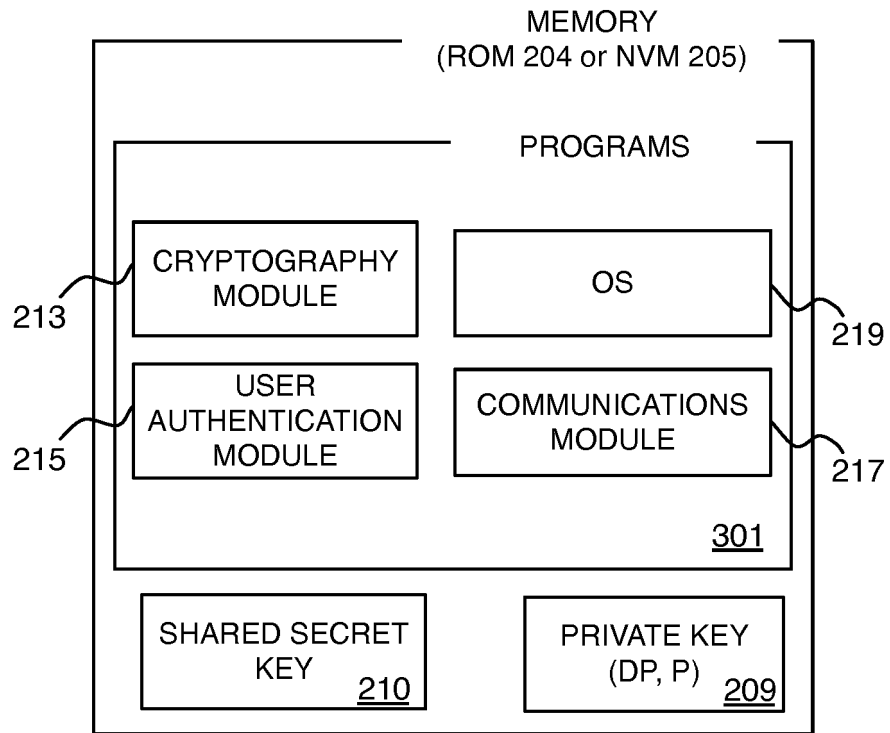 MEMORY
(ROM 204 or NVM 205)
PROGRAMS
CRYPTOGRAPHY
MODULE
213
OS
219
USER
AUTHENTICATION
MODULE
215
COMMUNICATIONS
MODULE
217
301
SHARED SECRET
KEY
210
PRIVATE KEY
(DP, P)
209